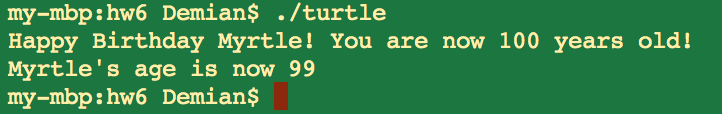 my-mbp:hw6 Demian$ ./turtle
Happy Birthday Myrtle! You are now 100 years old!
Myrtle's age is now 99
my-mbp:hw6 Demian$